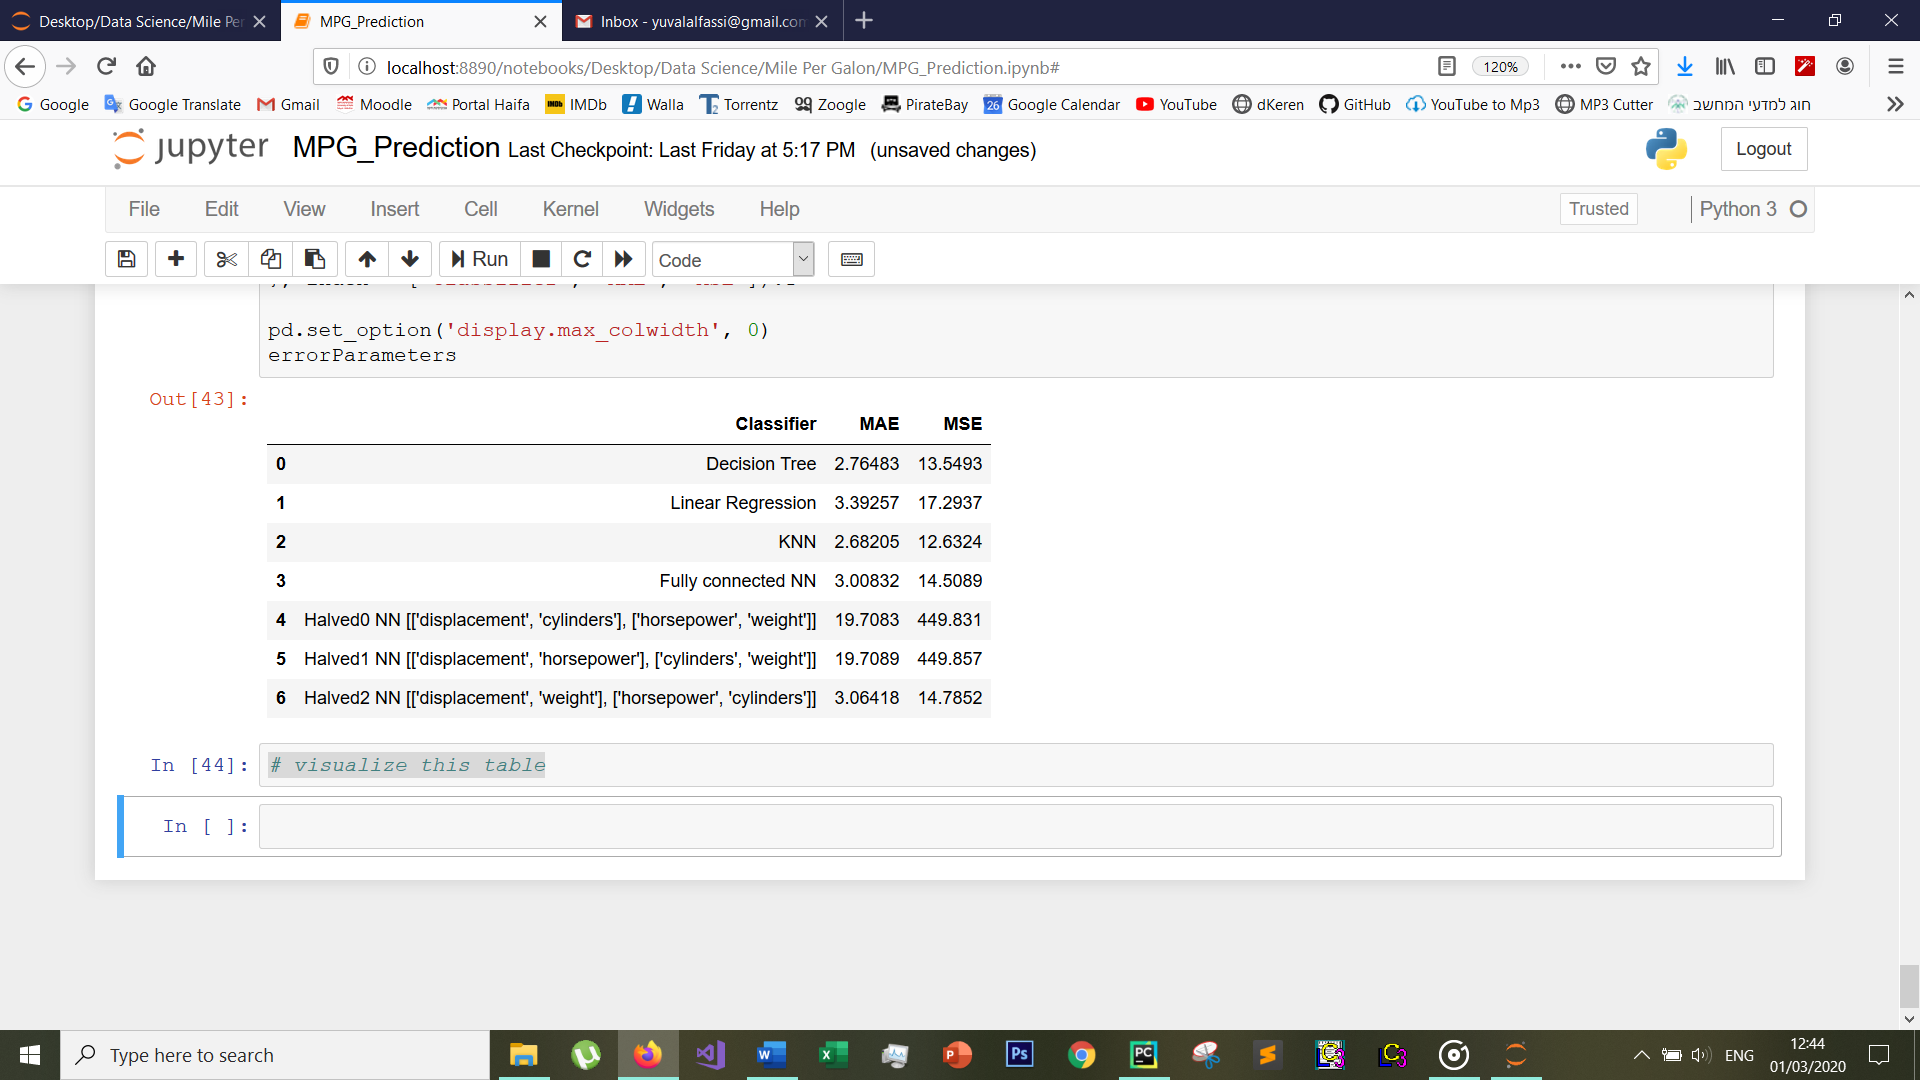 Desktop/Data Science/Mile Per
MPG_Prediction
Inbox - yuvalalfassi@gmail.com
localhost:8890/notebooks/Desktop/Data Science/Mile Per Galon/MPG_Prediction.ipynb#
120%
Google Google Translate Gmail Moodle Portal Haifa IMDb Walla Torrentz Zoogle PirateBay 26 Google Calendar YouTube dKeren GitHub YouTube to Mp3 MP3 Cutter חוג למדעי המחשב
jupyter MPG_Prediction Last Checkpoint: Last Friday at 5:17 PM (unsaved changes)
Logout
File Edit View Insert Cell Kernel Widgets Help
Trusted
Python 3
Run
Code
pd.set_option('display.max_colwidth', 0)
errorParameters
Out[43]:
Classifier MAE MSE
0 Decision Tree 2.76483 13.5493
1 Linear Regression 3.39257 17.2937
2 KNN 2.68205 12.6324
3 Fully connected NN 3.00832 14.5089
4 Halved0 NN [['displacement', 'cylinders'], ['horsepower', 'weight']] 19.7083 449.831
5 Halved1 NN [['displacement', 'horsepower'], ['cylinders', 'weight']] 19.7089 449.857
6 Halved2 NN [['displacement', 'weight'], ['horsepower', 'cylinders']] 3.06418 14.7852
In [44]: # visualize this table
In [ ]:
Type here to search
ENG
12:44
01/03/2020